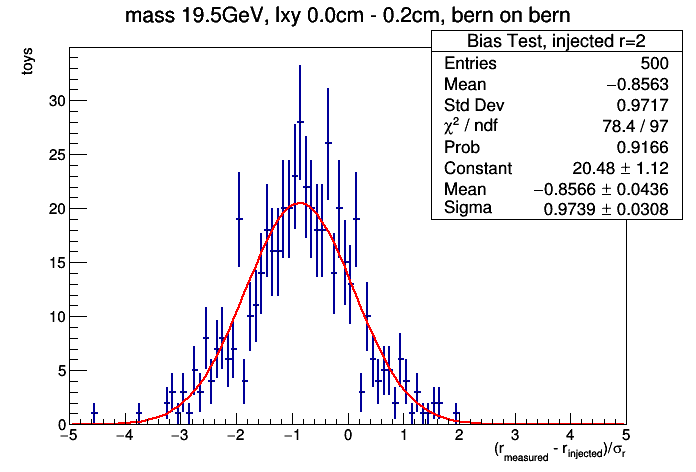 mass 19.5GeV, lxy 0.0cm - 0.2cm, bern on bern
Bias Test, injected r=2
Entries 500
Mean −0.8563
Std Dev 0.9717
χ² / ndf 78.4 / 97
Prob 0.9166
Constant 20.48 ± 1.12
Mean −0.8566 ± 0.0436
Sigma 0.9739 ± 0.0308
toys
30
25
20
15
10
5
0
−5 −4 −3 −2 −1 0 1 2 3 4 5
(r_measured - r_injected)/σ_r